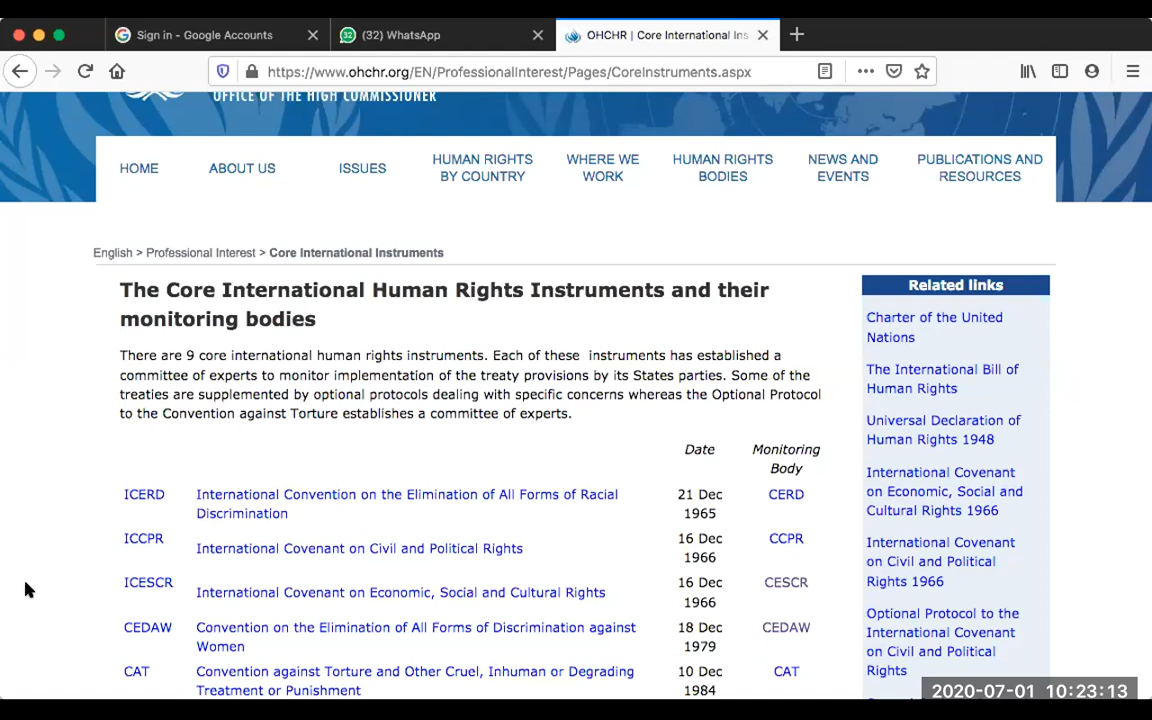 Sign in - Google Accounts
(32) WhatsApp
OHCHR | Core International Ins
https://www.ohchr.org/EN/ProfessionalInterest/Pages/CoreInstruments.aspx
OFFICE OF THE HIGH COMMISSIONER
HOME
ABOUT US
ISSUES
HUMAN RIGHTS
BY COUNTRY
WHERE WE
WORK
HUMAN RIGHTS
BODIES
NEWS AND
EVENTS
PUBLICATIONS AND
RESOURCES
English > Professional Interest > Core International Instruments
The Core International Human Rights Instruments and their
monitoring bodies
There are 9 core international human rights instruments. Each of these instruments has established a
committee of experts to monitor implementation of the treaty provisions by its States parties. Some of the
treaties are supplemented by optional protocols dealing with specific concerns whereas the Optional Protocol
to the Convention against Torture establishes a committee of experts.
Date
Monitoring
Body
ICERD
International Convention on the Elimination of All Forms of Racial
Discrimination
21 Dec
1965
CERD
ICCPR
International Covenant on Civil and Political Rights
16 Dec
1966
CCPR
ICESCR
International Covenant on Economic, Social and Cultural Rights
16 Dec
1966
CESCR
CEDAW
Convention on the Elimination of All Forms of Discrimination against
Women
18 Dec
1979
CEDAW
CAT
Convention against Torture and Other Cruel, Inhuman or Degrading
Treatment or Punishment
10 Dec
1984
CAT
Related links
Charter of the United
Nations
The International Bill of
Human Rights
Universal Declaration of
Human Rights 1948
International Covenant
on Economic, Social and
Cultural Rights 1966
International Covenant
on Civil and Political
Rights 1966
Optional Protocol to the
International Covenant
on Civil and Political
Rights
2020-07-01 10:23:13